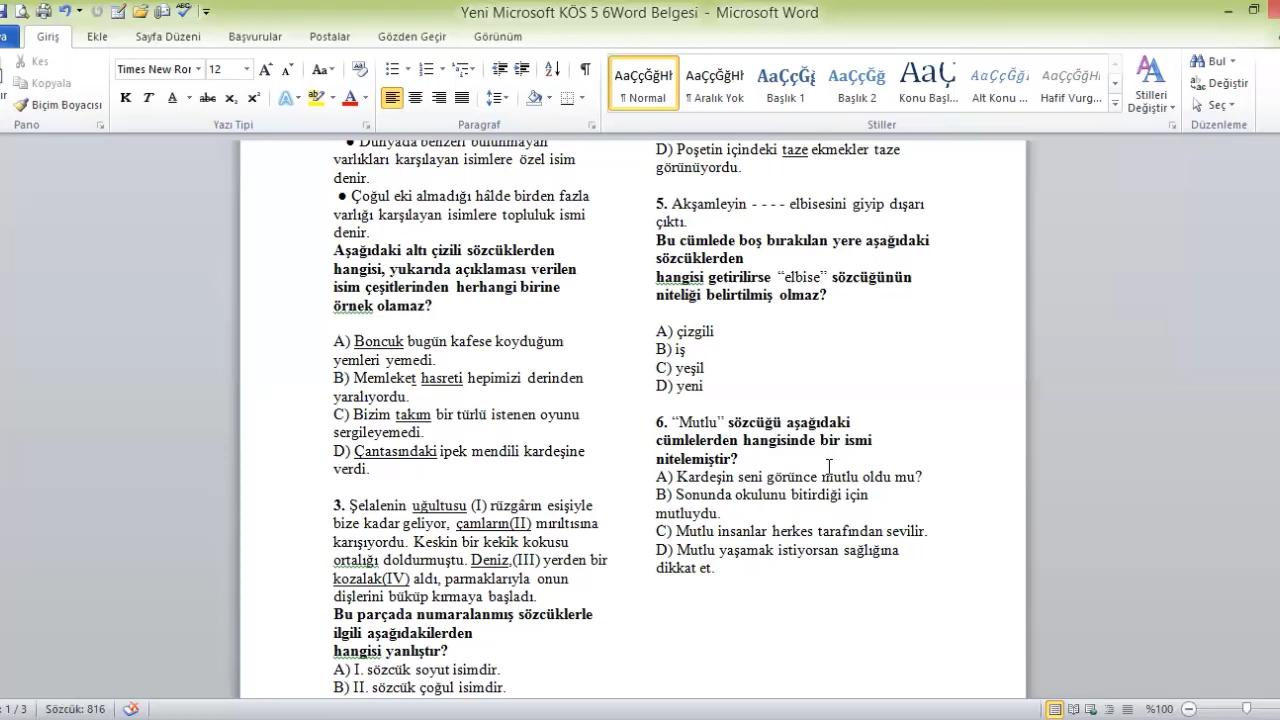 Yeni Microsoft KÖS 5 6Word Belgesi - Microsoft Word
Giriş Ekle Sayfa Düzeni Başvurular Postalar Gözden Geçir Görünüm
Kes
Kopyala
Biçim Boyacısı
Pano
Times New Ror 12
Yazı Tipi
Paragraf
AaÇçĞğHł AaÇçĞğHł AaÇçĞğ AaÇçĞğ AaÇ AaÇçĞğI AaÇçĞğH
¶ Normal ¶ Aralık Yok Başlık 1 Başlık 2 Konu Başl... Alt Konu ... Hafif Vurg...
Stiller
Stilleri
Değiştir
Bul
Değiştir
Seç
Düzenleme
● Dünyada benzeri bulunmayan
varlıkları karşılayan isimlere özel isim
denir.
● Çoğul eki almadığı hâlde birden fazla
varlığı karşılayan isimlere topluluk ismi
denir.
Aşağıdaki altı çizili sözcüklerden
hangisi, yukarıda açıklaması verilen
isim çeşitlerinden herhangi birine
örnek olamaz?
A) Boncuk bugün kafese koyduğum
yemleri yemedi.
B) Memleket hasreti hepimizi derinden
yaralıyordu.
C) Bizim takım bir türlü istenen oyunu
sergileyemedi.
D) Çantasındaki ipek mendili kardeşine
verdi.
3. Şelalenin uğultusu (I) rüzgârın esişiyle
bize kadar geliyor, çamların(II) mırıltısına
karışıyordu. Keskin bir kekik kokusu
ortalığı doldurmuştu. Deniz,(III) yerden bir
kozalak(IV) aldı, parmaklarıyla onun
dişlerini büküp kırmaya başladı.
Bu parçada numaralanmış sözcüklerle
ilgili aşağıdakilerden
hangisi yanlıştır?
A) I. sözcük soyut isimdir.
B) II. sözcük çoğul isimdir.
D) Poşetin içindeki taze ekmekler taze
görünüyordu.
5. Akşamleyin - - - - elbisesini giyip dışarı
çıktı.
Bu cümlede boş bırakılan yere aşağıdaki
sözcüklerden
hangisi getirilirse “elbise” sözcüğünün
niteliği belirtilmiş olmaz?
A) çizgili
B) iş
C) yeşil
D) yeni
6. “Mutlu” sözcüğü aşağıdaki
cümlelerden hangisinde bir ismi
nitelemiştir?
A) Kardeşin seni görünce mutlu oldu mu?
B) Sonunda okulunu bitirdiği için
mutluydu.
C) Mutlu insanlar herkes tarafından sevilir.
D) Mutlu yaşamak istiyorsan sağlığına
dikkat et.
1 / 3 Sözcük: 816 %100